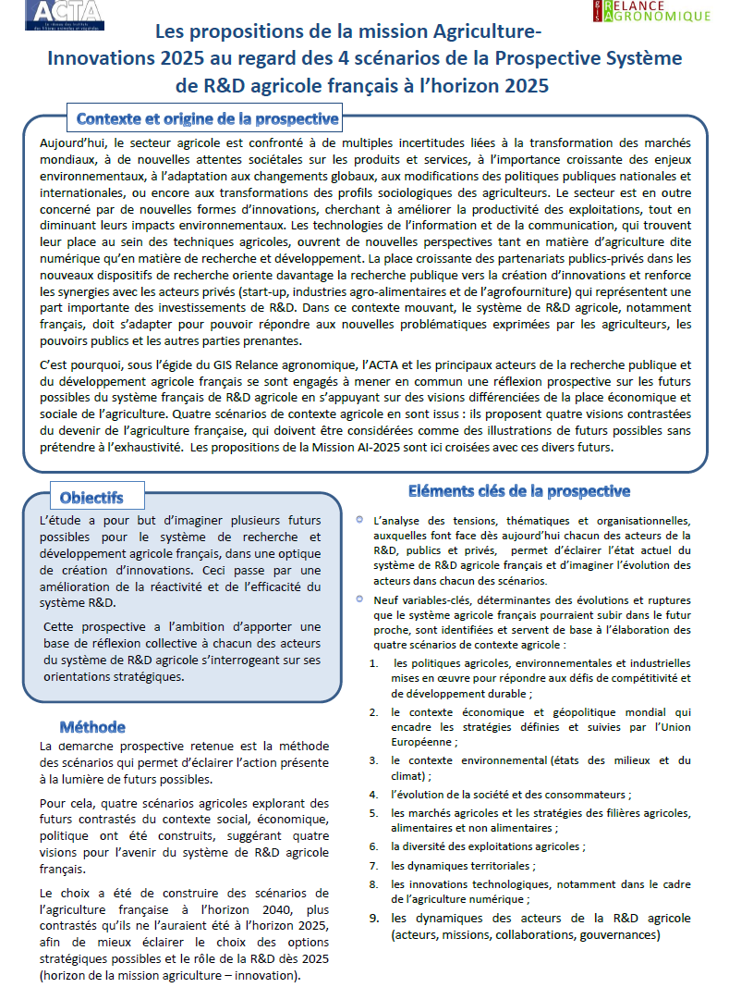 ACTA
le réseau des instituts
des filières animales et végétales
gis RELANCE
AGRONOMIQUE
Les propositions de la mission Agriculture-
Innovations 2025 au regard des 4 scénarios de la Prospective Système
de R&D agricole français à l'horizon 2025
Contexte et origine de la prospective
Aujourd'hui, le secteur agricole est confronté à de multiples incertitudes liées à la transformation des marchés
mondiaux, à de nouvelles attentes sociétales sur les produits et services, à l'importance croissante des enjeux
environnementaux, à l'adaptation aux changements globaux, aux modifications des politiques publiques nationales et
internationales, ou encore aux transformations des profils sociologiques des agriculteurs. Le secteur est en outre
concerné par de nouvelles formes d'innovations, cherchant à améliorer la productivité des exploitations, tout en
diminuant leurs impacts environnementaux. Les technologies de l'information et de la communication, qui trouvent
leur place au sein des techniques agricoles, ouvrent de nouvelles perspectives tant en matière d'agriculture dite
numérique qu'en matière de recherche et développement. La place croissante des partenariats publics-privés dans les
nouveaux dispositifs de recherche oriente davantage la recherche publique vers la création d'innovations et renforce
les synergies avec les acteurs privés (start-up, industries agro-alimentaires et de l'agrofourniture) qui représentent une
part importante des investissements de R&D. Dans ce contexte mouvant, le système de R&D agricole, notamment
français, doit s'adapter pour pouvoir répondre aux nouvelles problématiques exprimées par les agriculteurs, les
pouvoirs publics et les autres parties prenantes.
C'est pourquoi, sous l'égide du GIS Relance agronomique, l'ACTA et les principaux acteurs de la recherche publique et
du développement agricole français se sont engagés à mener en commun une réflexion prospective sur les futurs
possibles du système français de R&D agricole en s'appuyant sur des visions différenciées de la place économique et
sociale de l'agriculture. Quatre scénarios de contexte agricole en sont issus : ils proposent quatre visions contrastées
du devenir de l'agriculture française, qui doivent être considérées comme des illustrations de futurs possibles sans
prétendre à l'exhaustivité. Les propositions de la Mission AI-2025 sont ici croisées avec ces divers futurs.
Objectifs
L'étude a pour but d'imaginer plusieurs futurs
possibles pour le système de recherche et
développement agricole français, dans une optique
de création d'innovations. Ceci passe par une
amélioration de la réactivité et de l'efficacité du
système R&D.
Cette prospective a l'ambition d'apporter une
base de réflexion collective à chacun des acteurs
du système de R&D agricole s'interrogeant sur ses
orientations stratégiques.
Méthode
La démarche prospective retenue est la méthode
des scénarios qui permet d'éclairer l'action présente
à la lumière de futurs possibles.
Pour cela, quatre scénarios agricoles explorant des
futurs contrastés du contexte social, économique,
politique ont été construits, suggérant quatre
visions pour l'avenir du système de R&D agricole
français.
Le choix a été de construire des scénarios de
l'agriculture française à l'horizon 2040, plus
contrastés qu'ils ne l'auraient été à l'horizon 2025,
afin de mieux éclairer le choix des options
stratégiques possibles et le rôle de la R&D dès 2025
(horizon de la mission agriculture – innovation).
Eléments clés de la prospective
L'analyse des tensions, thématiques et organisationnelles,
auxquelles font face dès aujourd'hui chacun des acteurs de la
R&D, publics et privés, permet d'éclairer l'état actuel du
système de R&D agricole français et d'imaginer l'évolution des
acteurs dans chacun des scénarios.
Neuf variables-clés, déterminantes des évolutions et ruptures
que le système agricole français pourraient subir dans le futur
proche, sont identifiées et servent de base à l'élaboration des
quatre scénarios de contexte agricole :
1. les politiques agricoles, environnementales et industrielles
mises en œuvre pour répondre aux défis de compétitivité et
de développement durable ;
2. le contexte économique et géopolitique mondial qui
encadre les stratégies définies et suivies par l'Union
Européenne ;
3. le contexte environnemental (états des milieux et du
climat) ;
4. l'évolution de la société et des consommateurs ;
5. les marchés agricoles et les stratégies des filières agricoles,
alimentaires et non alimentaires ;
6. la diversité des exploitations agricoles ;
7. les dynamiques territoriales ;
8. les innovations technologiques, notamment dans le cadre
de l'agriculture numérique ;
9. les dynamiques des acteurs de la R&D agricole
(acteurs, missions, collaborations, gouvernances)